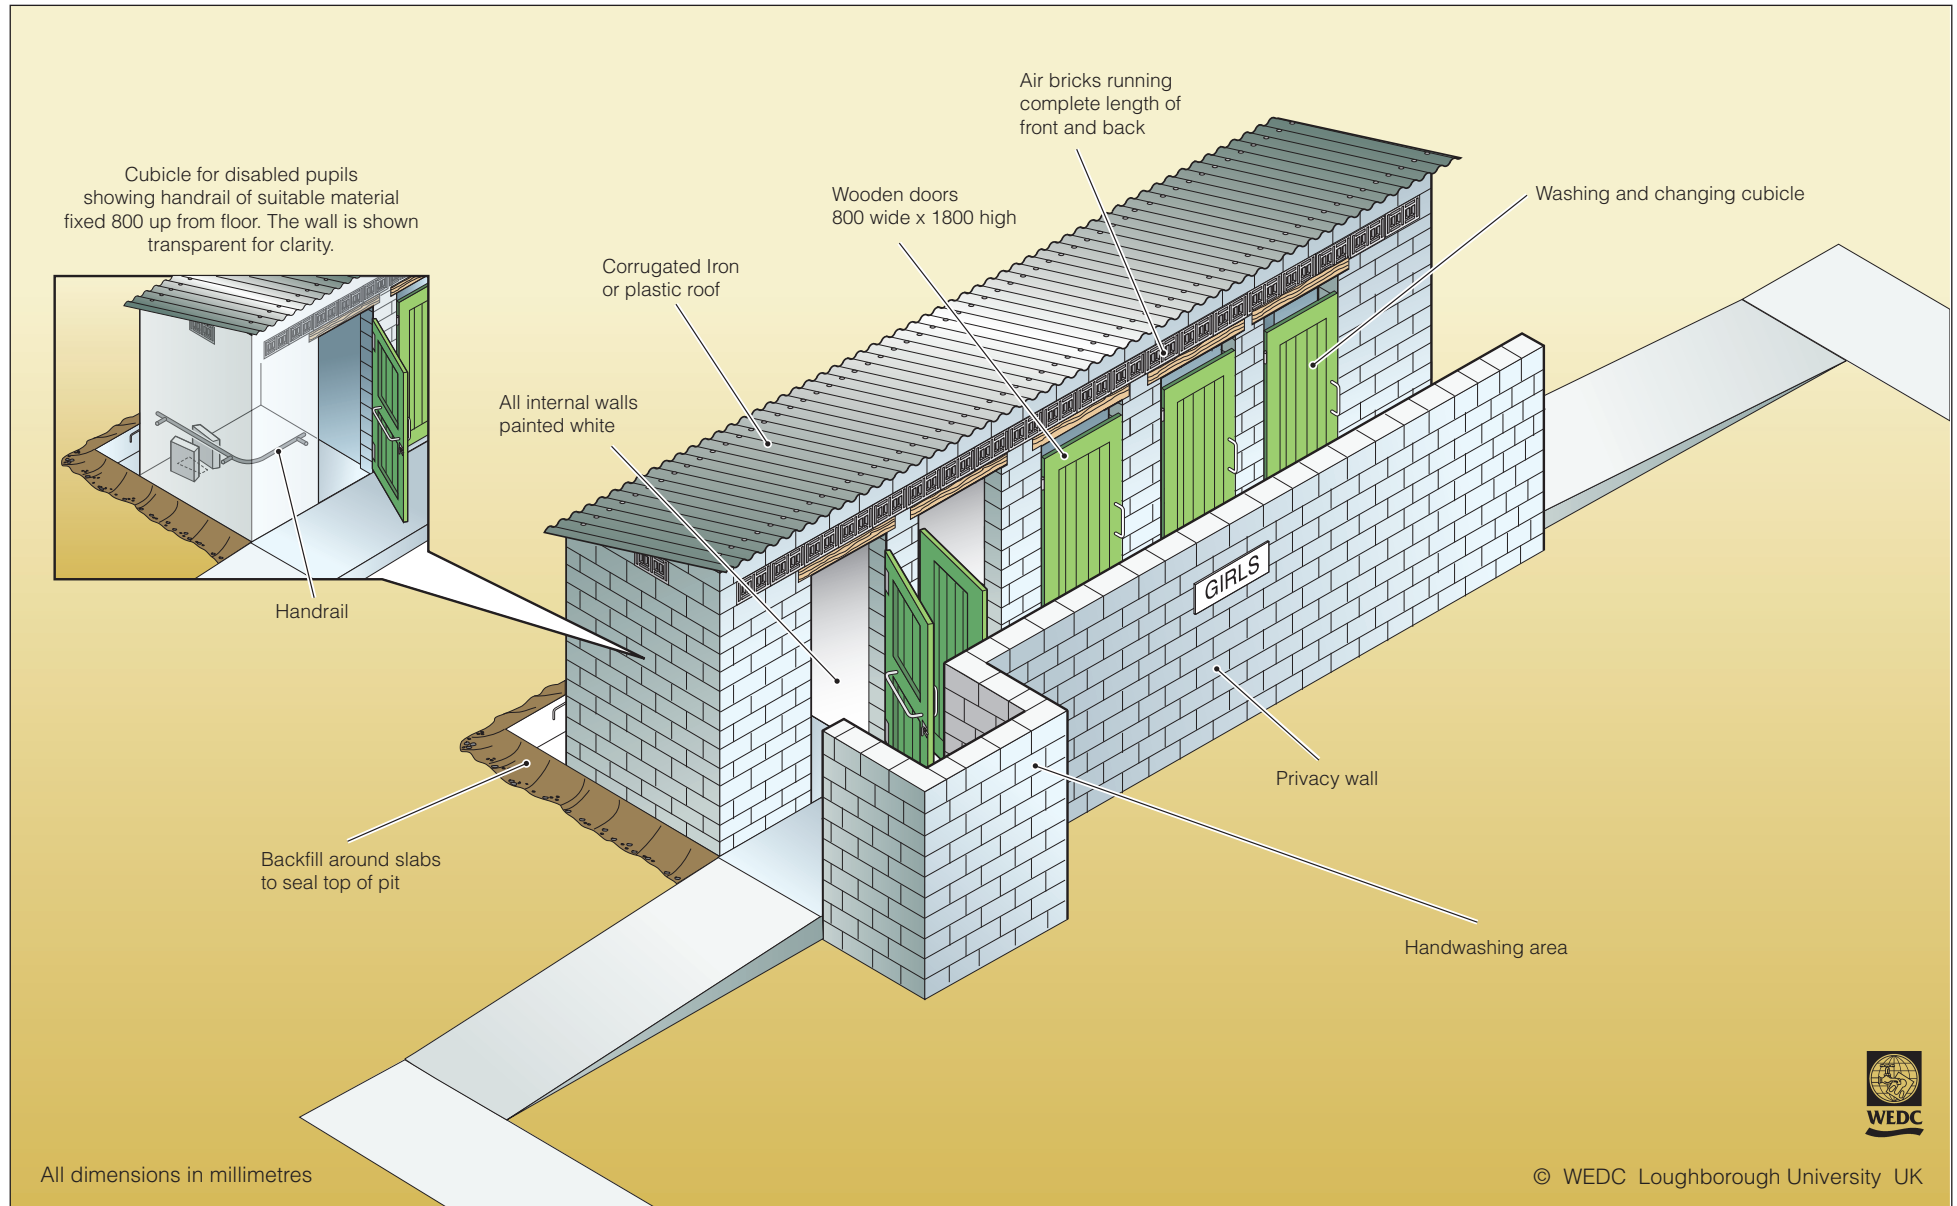 Air bricks running
complete length of
front and back
Cubicle for disabled pupils
showing handrail of suitable material
fixed 800 up from floor. The wall is shown
transparent for clarity.
Wooden doors
800 wide x 1800 high
Washing and changing cubicle
Corrugated Iron
or plastic roof
All internal walls
painted white
GIRLS
Handrail
Privacy wall
Backfill around slabs
to seal top of pit
Handwashing area
WEDC
All dimensions in millimetres
© WEDC Loughborough University UK